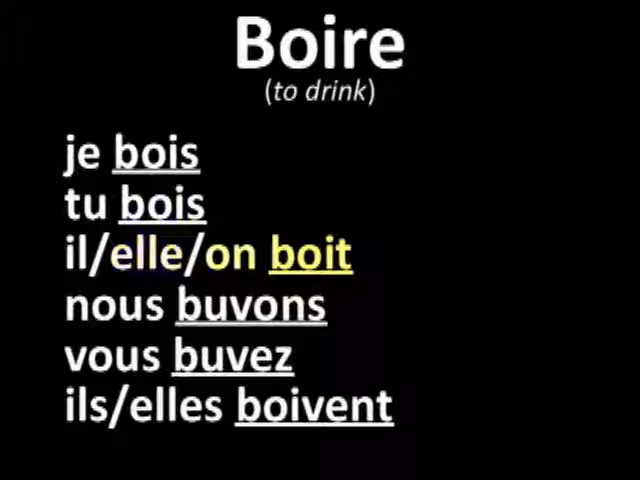 Boire
(to drink)
je bois
tu bois
il/elle/on boit
nous buvons
vous buvez
ils/elles boivent